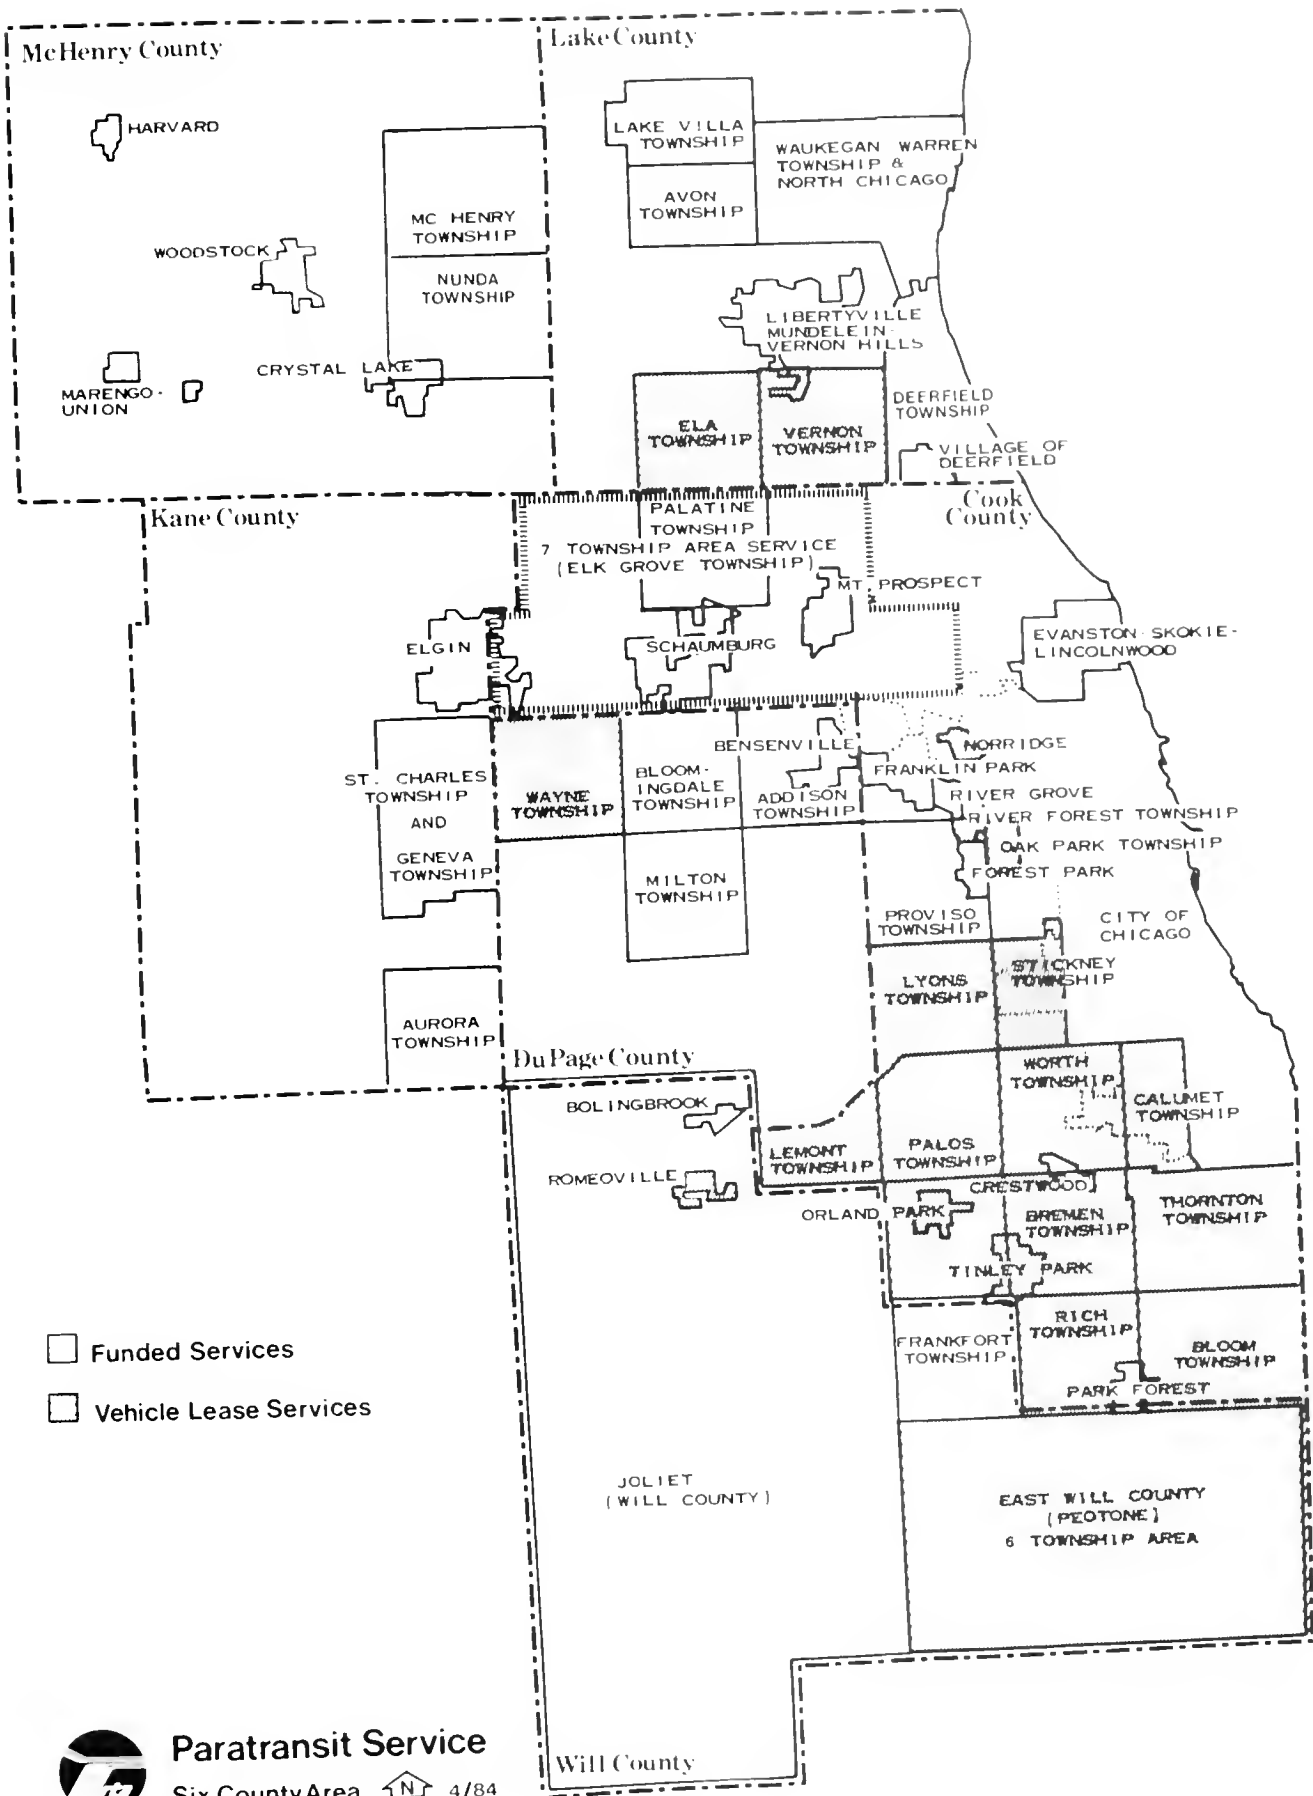 McHenry County
Lake County
HARVARD
LAKE VILLA
TOWNSHIP
WAUKEGAN WARREN
TOWNSHIP &
NORTH CHICAGO
AVON
TOWNSHIP
MC HENRY
TOWNSHIP
WOODSTOCK
NUNDA
TOWNSHIP
LIBERTYVILLE
MUNDELEIN-
VERNON HILLS
CRYSTAL LAKE
MARENGO-
UNION
DEERFIELD
TOWNSHIP
ELA
TOWNSHIP
VERNON
TOWNSHIP
VILLAGE OF
DEERFIELD
Kane County
Cook
County
PALATINE
TOWNSHIP
7 TOWNSHIP AREA SERVICE
(ELK GROVE TOWNSHIP)
MT. PROSPECT
ELGIN
SCHAUMBURG
EVANSTON-SKOKIE-
LINCOLNWOOD
BENSENVILLE
NORRIDGE
FRANKLIN PARK
ST. CHARLES
TOWNSHIP
AND
GENEVA
TOWNSHIP
WAYNE
TOWNSHIP
BLOOM-
INGDALE
TOWNSHIP
ADDISON
TOWNSHIP
RIVER GROVE
RIVER FOREST TOWNSHIP
OAK PARK TOWNSHIP
FOREST PARK
MILTON
TOWNSHIP
PROVISO
TOWNSHIP
CITY OF
CHICAGO
LYONS
TOWNSHIP
STICKNEY
TOWNSHIP
AURORA
TOWNSHIP
DuPage County
WORTH
TOWNSHIP
CALUMET
TOWNSHIP
BOLINGBROOK
LEMONT
TOWNSHIP
PALOS
TOWNSHIP
ROMEOVILLE
CRESTWOOD
ORLAND PARK
BREMEN
TOWNSHIP
THORNTON
TOWNSHIP
TINLEY PARK
FRANKFORT
TOWNSHIP
RICH
TOWNSHIP
BLOOM
TOWNSHIP
PARK FOREST
Funded Services
Vehicle Lease Services
JOLIET
(WILL COUNTY)
EAST WILL COUNTY
(PEOTONE)
6 TOWNSHIP AREA
Will County
Paratransit Service
Six County Area N 4/84